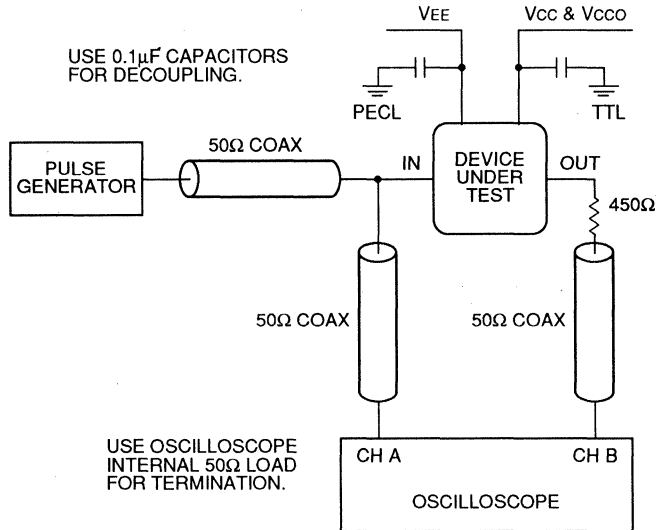 VEE
VCC & VCCO
USE 0.1µF CAPACITORS
FOR DECOUPLING.
PECL
TTL
50Ω COAX
PULSE
GENERATOR
IN
DEVICE
UNDER
TEST
OUT
450Ω
50Ω COAX
50Ω COAX
USE OSCILLOSCOPE
INTERNAL 50Ω LOAD
FOR TERMINATION.
CH A
CH B
OSCILLOSCOPE